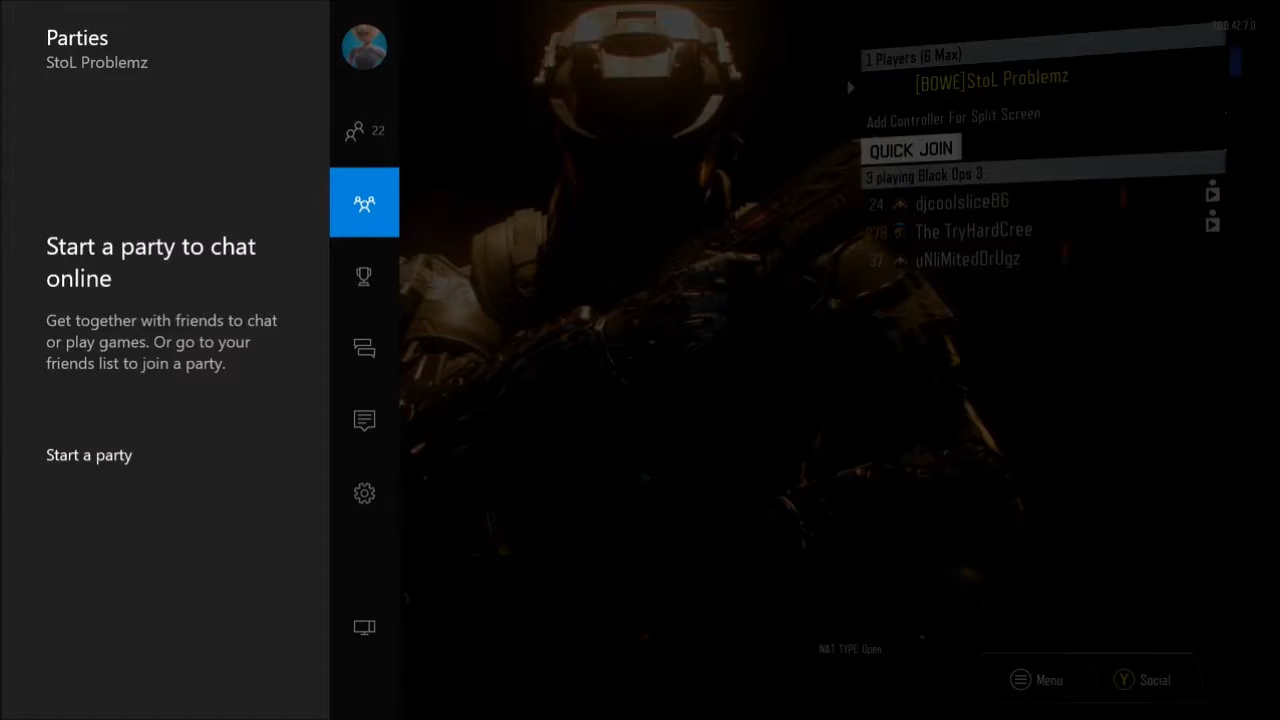 Parties
StoL Problemz
22
Start a party to chat
online
Get together with friends to chat
or play games. Or go to your
friends list to join a party.
Start a party
1 Players (6 Max)
[BOWE]StoL Problemz
Add Controller For Split Screen
QUICK JOIN
3 playing Black Ops 3
24 djcoolslice86
279 The TryHardCree
37 uNliMitedDrUgz
NAT TYPE Open
Menu
Y Social